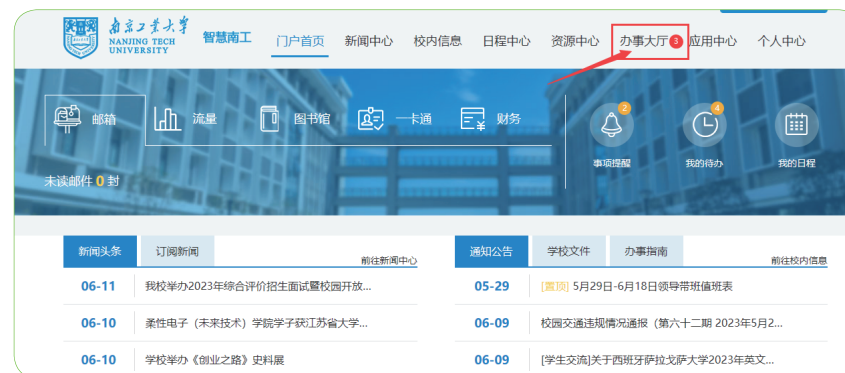 南京工业大学
NANJING TECH
UNIVERSITY
智慧南工 门户首页 新闻中心 校内信息 日程中心 资源中心 办事大厅 3 应用中心 个人中心
邮箱 流量 图书馆 一卡通 财务
2 4
事项提醒 我的待办 我的日程
未读邮件 0 封
新闻头条 订阅新闻 前往新闻中心
06-11 我校举办2023年综合评价招生面试暨校园开放...
06-10 柔性电子（未来技术）学院学子获江苏省大学...
06-10 学校举办《创业之路》史料展
通知公告 学校文件 办事指南 前往校内信息
05-29 [置顶] 5月29日-6月18日领导带班值班表
06-09 校园交通违规情况通报（第六十二期 2023年5月2...
06-09 [学生交流]关于西班牙萨拉戈萨大学2023年英文...